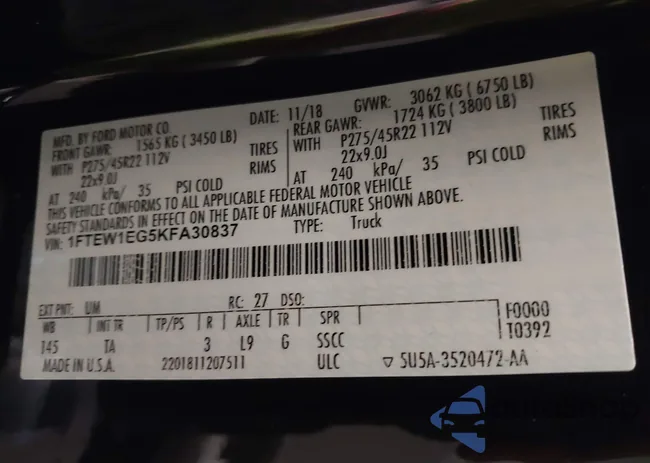 MFD. BY FORD MOTOR CO. DATE: 11/18 GVWR: 3062 KG ( 6750 LB)
FRONT GAWR: 1565 KG ( 3450 LB) REAR GAWR: 1724 KG ( 3800 LB)
WITH P275/45R22 112V TIRES WITH P275/45R22 112V TIRES
22x9.0J RIMS 22x9.0J RIMS
AT 240 kPa/ 35 PSI COLD AT 240 kPa/ 35 PSI COLD
THIS VEHICLE CONFORMS TO ALL APPLICABLE FEDERAL MOTOR VEHICLE
SAFETY STANDARDS IN EFFECT ON THE DATE OF MANUFACTURE SHOWN ABOVE.
VIN: 1FTEW1EG5KFA30837 TYPE: Truck
EXT PNT: UM RC: 27 DSO:
WB INT TR TP/PS R AXLE TR SPR F0000
145 TA 3 L9 G SSCC T0392
MADE IN U.S.A. 2201811207511 ULC ▽ 5U5A-3520472-AA